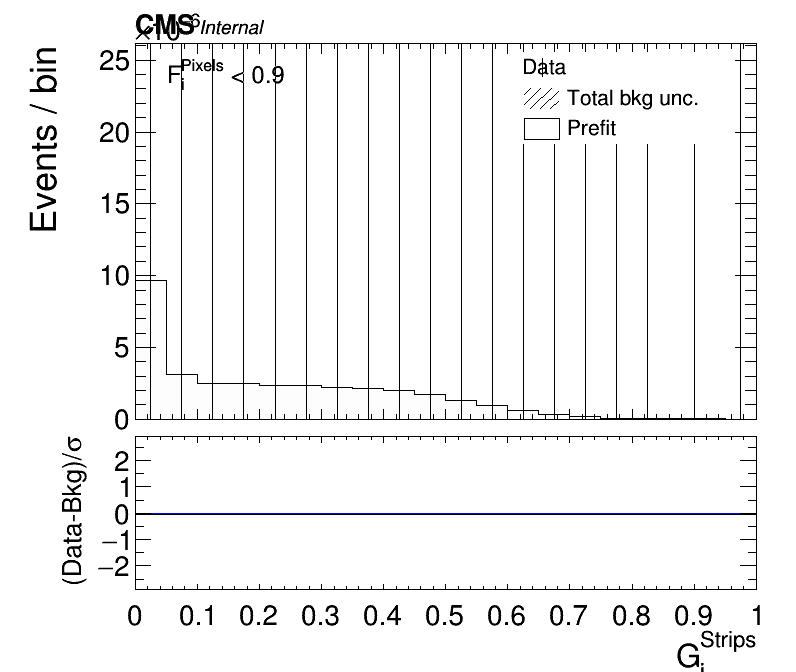 CMS Internal
×10⁶
F_i^Pixels < 0.9
Data
Total bkg unc.
Prefit
Events / bin
25
20
15
10
5
0
(Data-Bkg)/σ
2
1
0
−1
−2
0 0.1 0.2 0.3 0.4 0.5 0.6 0.7 0.8 0.9 1
G_i^Strips